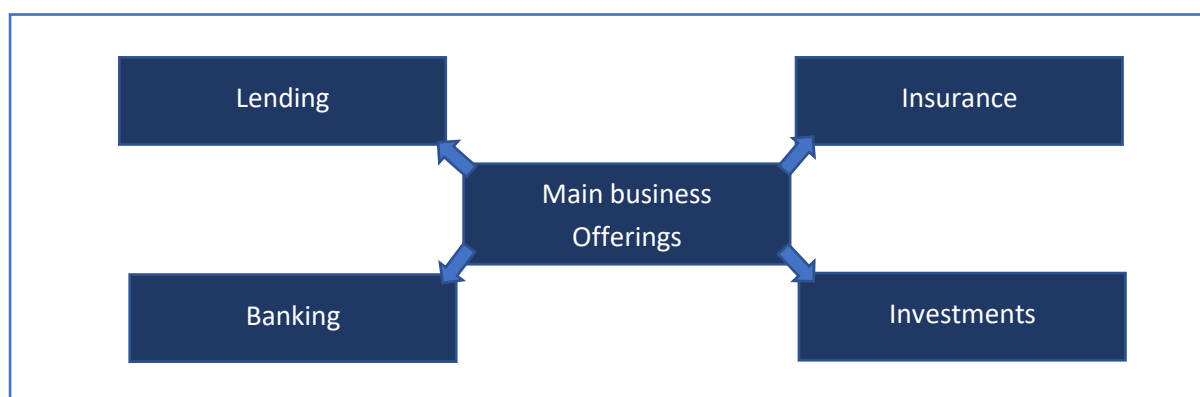 Lending
Insurance
Main business
Offerings
Banking
Investments